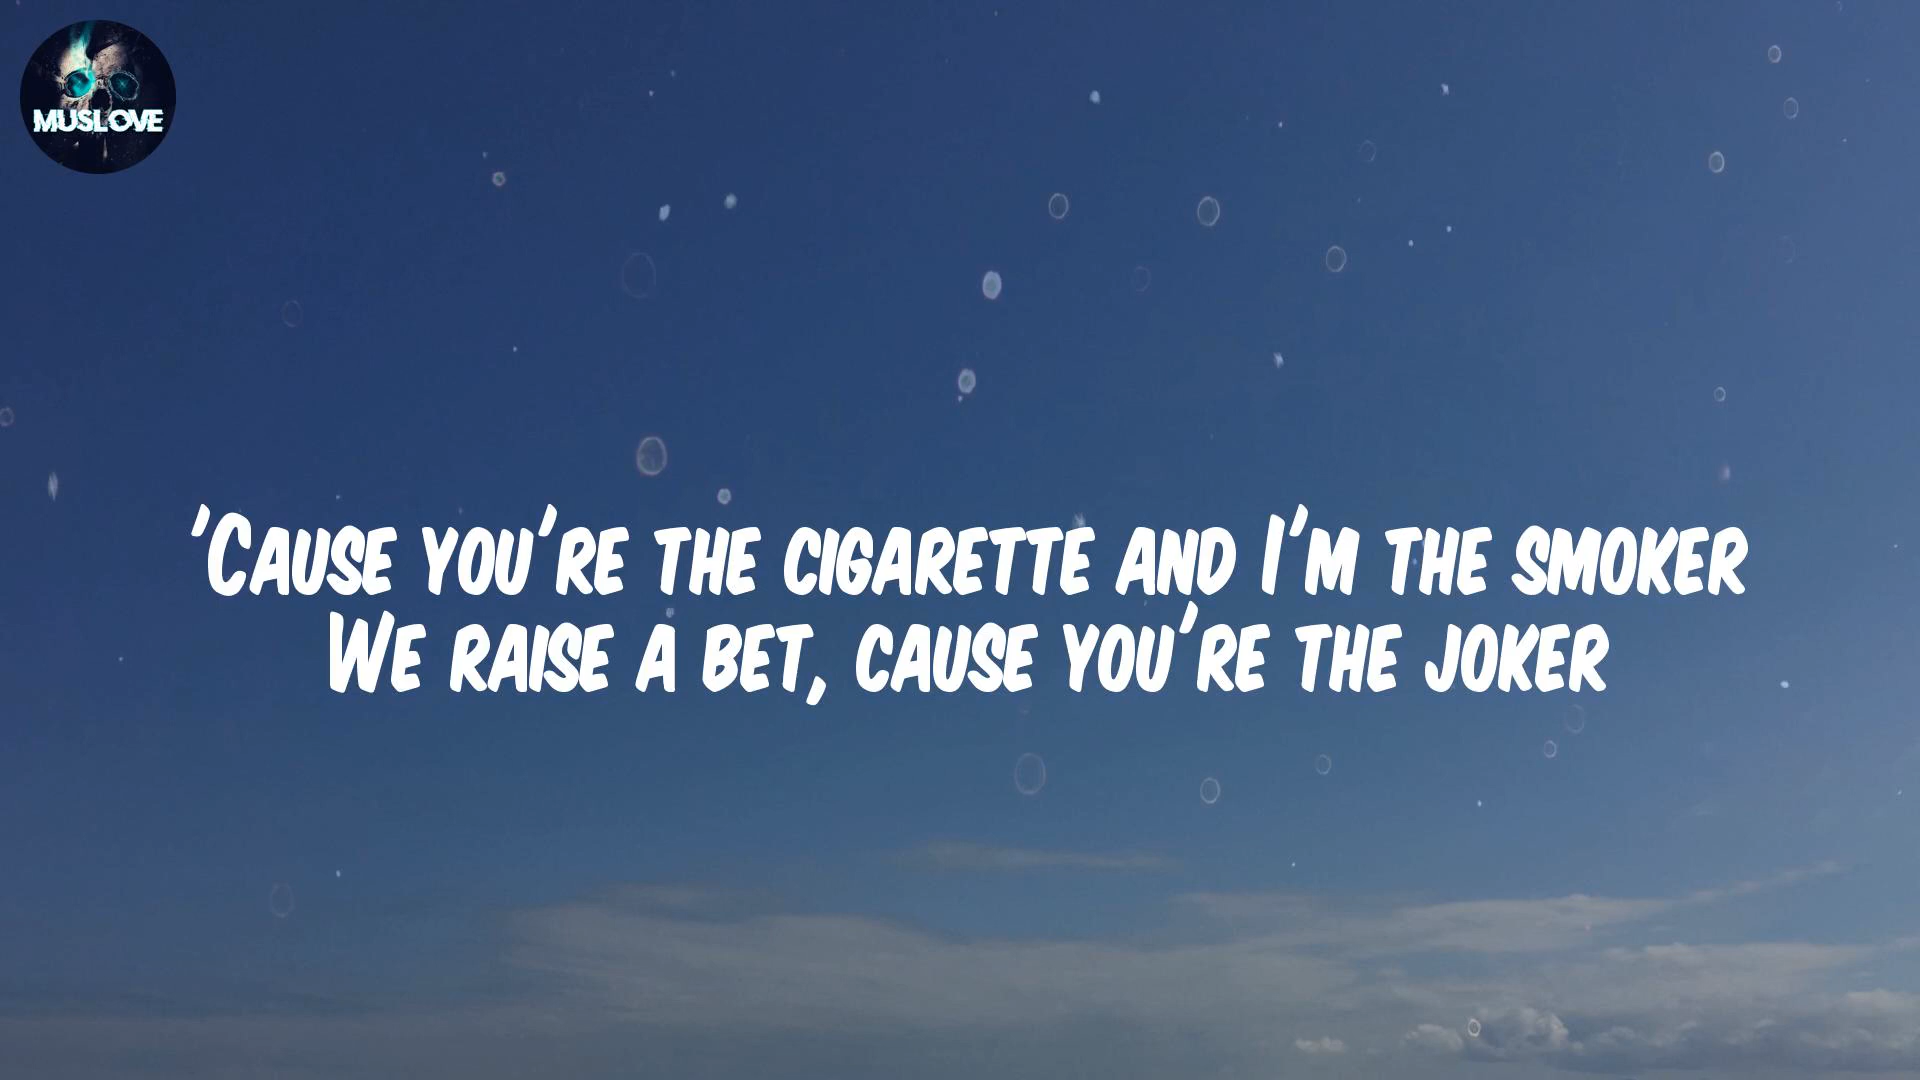 MUSLOVE
'Cause you're the cigarette and I'm the smoker
We raise a bet, cause you're the joker